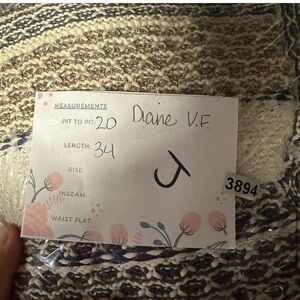 MEASUREMENTS
PIT TO PIT: 20 Diane V.F.
LENGTH: 34
RISE:
INSEAM:
WAIST FLAT:
J
3894